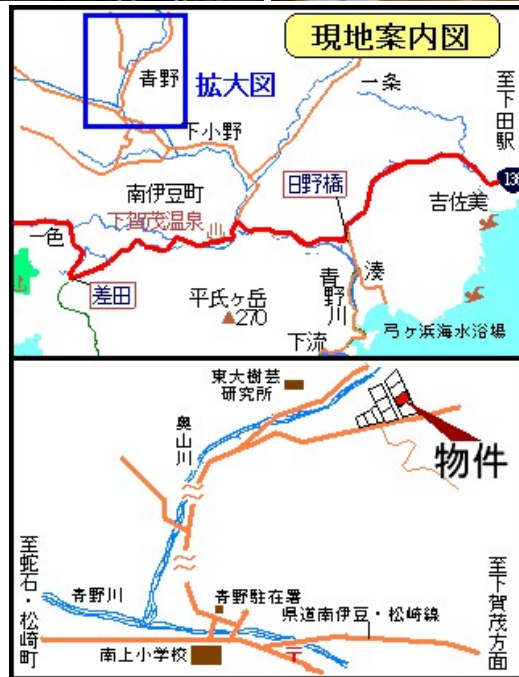 現地案内図
青野
拡大図
一条
至下田駅
下小野
136
日野橋
南伊豆町
吉佐美
下賀茂温泉
一色
湊
差田
平氏ヶ岳
270
青野川
弓ヶ浜海水浴場
下流
東大樹芸
研究所
奥山川
物件
至蛇石・松崎町
青野川
青野駐在署
県道南伊豆・松崎線
至下賀茂方面
南上小学校
〒